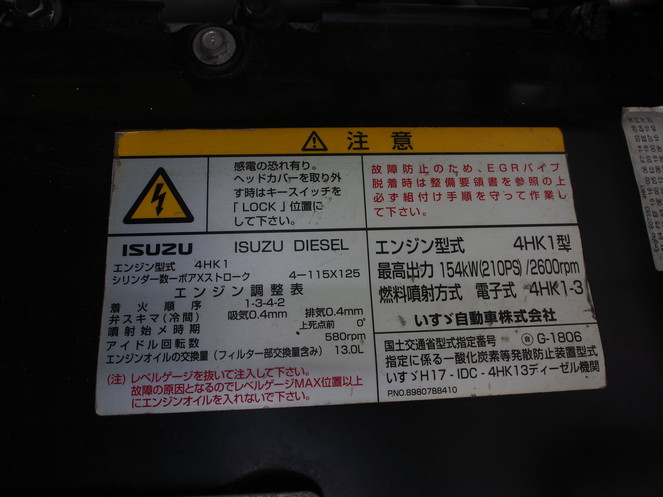 注意
感電の恐れ有り。
ヘッドカバーを取り外
す時はキースイッチを
「LOCK」位置に
して下さい。
故障防止のため、EGRパイプ
脱着時は整備要領書を参照の上
必ず組付け手順を守って作業し
て下さい。
ISUZU ISUZU DIESEL
エンジン型式 4HK1
シリンダー数ーボアXストローク 4-115X125
エンジン調整表
着火順序 1-3-4-2
弁スキマ(冷間) 吸気0.4mm 排気0.4mm
噴射始メ時期 上死点前 0°
アイドル回転数 580rpm
エンジンオイルの交換量(フィルター部交換量含み) 13.0L
(注)レベルゲージを抜いて注入して下さい。
故障の原因となるのでレベルゲージMAX位置以上
にエンジンオイルを入れないで下さい。
エンジン型式 4HK1型
最高出力 154kW(210PS)/2600rpm
燃料噴射方式 電子式 4HK1-3
いすゞ自動車株式会社
国土交通省型式指定番号 自 G-1806
指定に係る一酸化炭素等発散防止装置型式
いすゞH17-IDC-4HK13ディーゼル機関
P.NO.8980788410